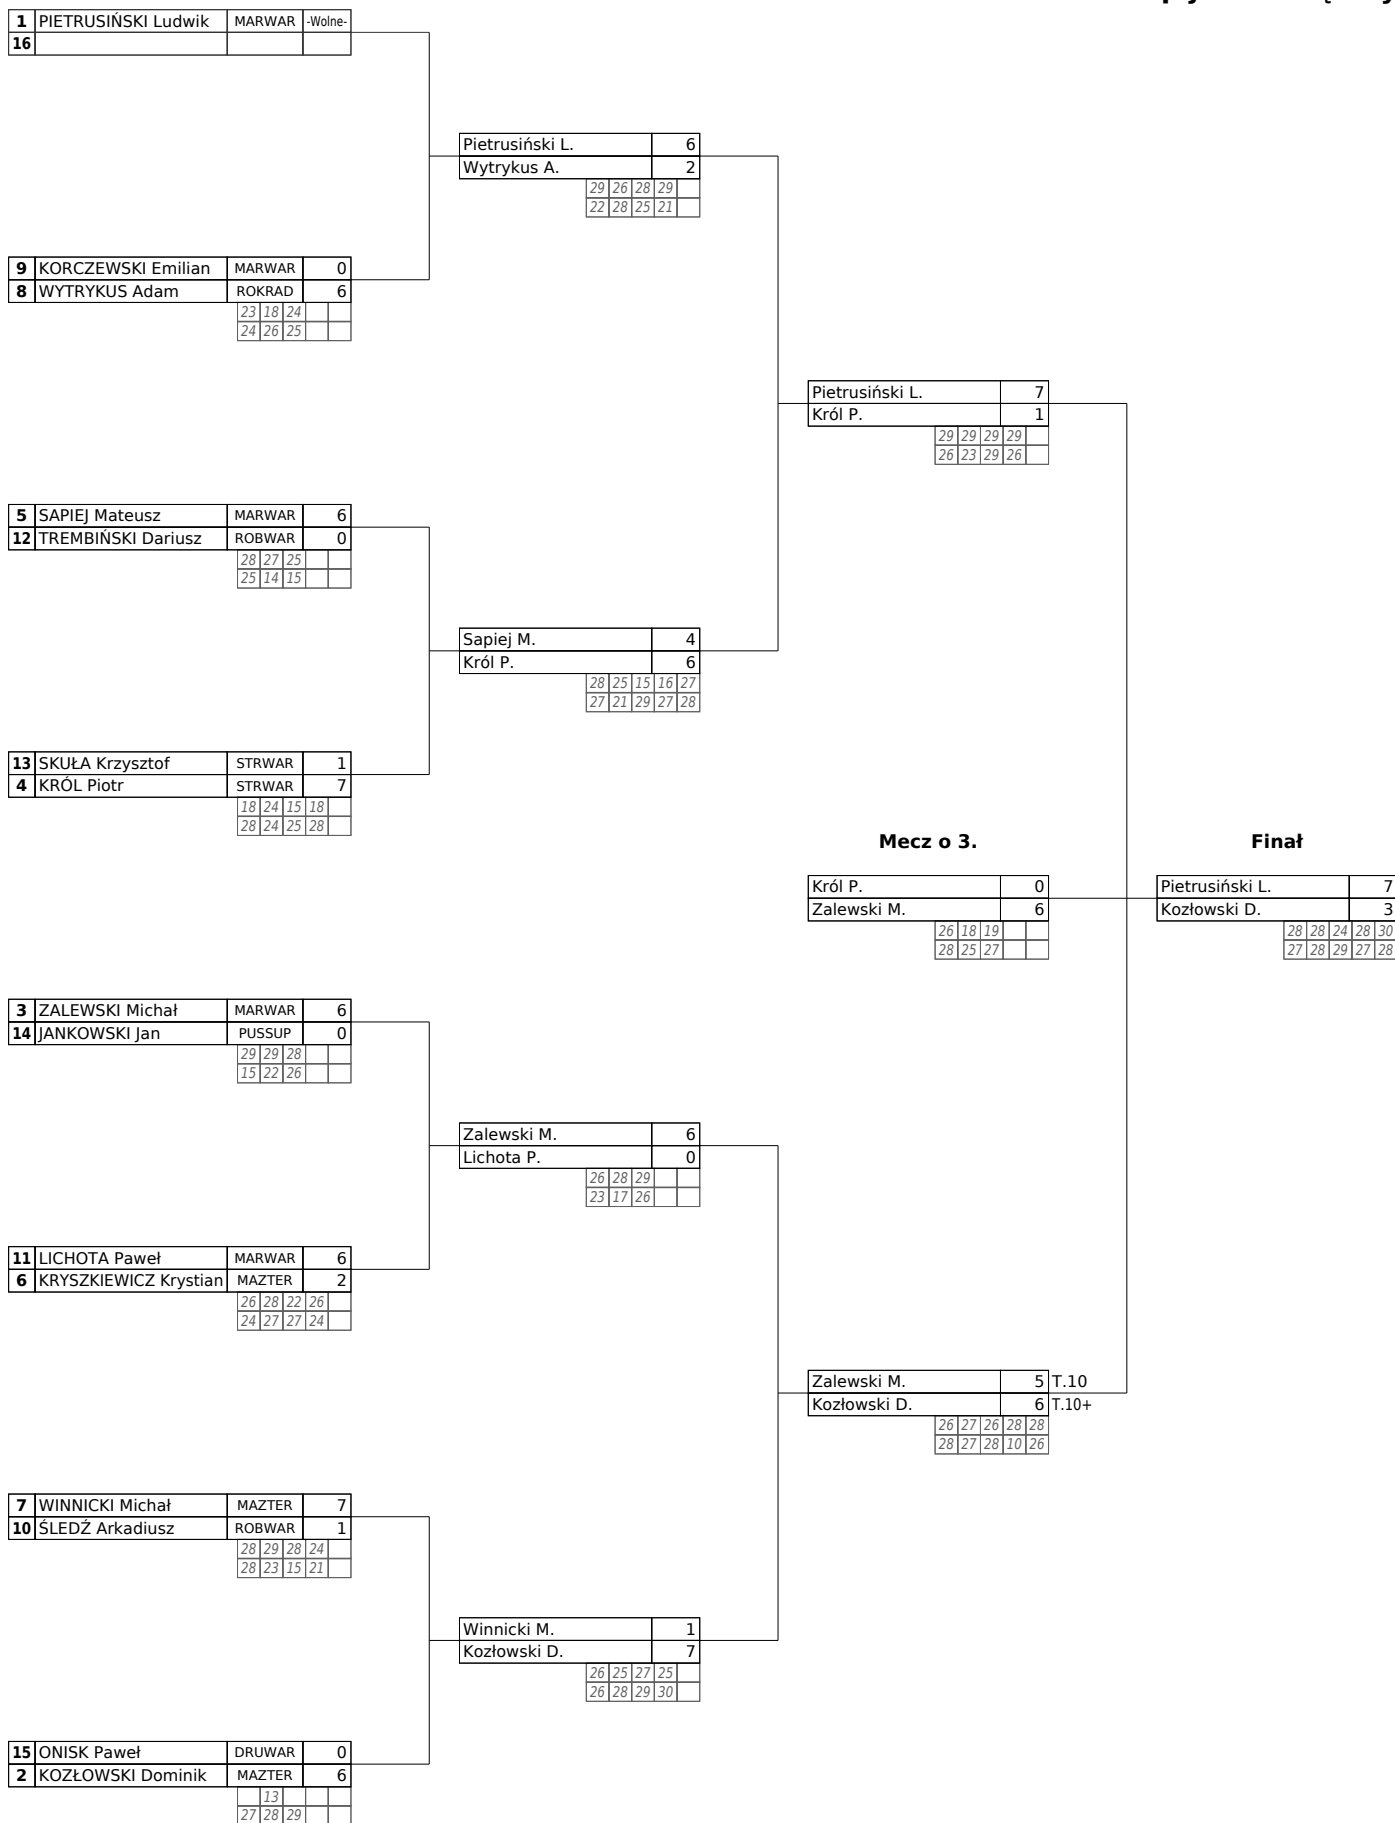 1 PIETRUSIŃSKI Ludwik MARWAR -Wolne-
16
Pietrusiński L. 6
Wytrykus A. 2
29 26 28 29
22 28 25 21
9 KORCZEWSKI Emilian MARWAR 0
8 WYTRYKUS Adam ROKRAD 6
23 18 24
24 26 25
Pietrusiński L. 7
Król P. 1
29 29 29 29
26 23 29 26
5 SAPIEJ Mateusz MARWAR 6
12 TREMBIŃSKI Dariusz ROBWAR 0
28 27 25
25 14 15
Sapiej M. 4
Król P. 6
28 25 15 16 27
27 21 29 27 28
13 SKUŁA Krzysztof STRWAR 1
4 KRÓL Piotr STRWAR 7
18 24 15 18
28 24 25 28
Mecz o 3. Finał
Król P. 0 Pietrusiński L. 7
Zalewski M. 6 Kozłowski D. 3
26 18 19 28 28 24 28 30
28 25 27 27 28 29 27 28
3 ZALEWSKI Michał MARWAR 6
14 JANKOWSKI Jan PUSSUP 0
29 29 28
15 22 26
Zalewski M. 6
Lichota P. 0
26 28 29
23 17 26
11 LICHOTA Paweł MARWAR 6
6 KRYSZKIEWICZ Krystian MAZTER 2
26 28 22 26
24 27 27 24
Zalewski M. 5 T.10
Kozłowski D. 6 T.10+
26 27 26 28 28
28 27 28 10 26
7 WINNICKI Michał MAZTER 7
10 ŚLEDŹ Arkadiusz ROBWAR 1
28 29 28 24
28 23 15 21
Winnicki M. 1
Kozłowski D. 7
26 25 27 25
26 28 29 30
15 ONISK Paweł DRUWAR 0
2 KOZŁOWSKI Dominik MAZTER 6
13
27 28 29